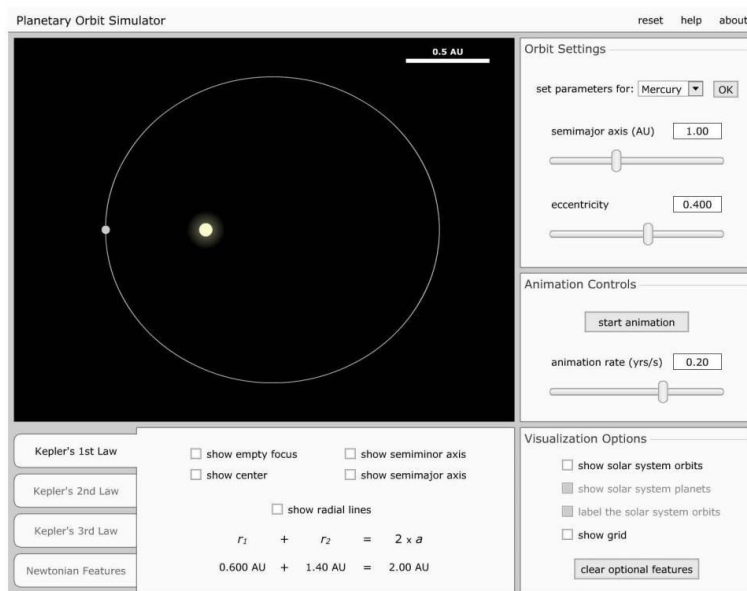 Planetary Orbit Simulator
reset help about
0.5 AU
Orbit Settings
set parameters for: Mercury OK
semimajor axis (AU) 1.00
eccentricity 0.400
Animation Controls
start animation
animation rate (yrs/s) 0.20
Kepler's 1st Law
Kepler's 2nd Law
Kepler's 3rd Law
Newtonian Features
show empty focus show semiminor axis
show center show semimajor axis
show radial lines
r₁ + r₂ = 2 x a
0.600 AU + 1.40 AU = 2.00 AU
Visualization Options
show solar system orbits
show solar system planets
label the solar system orbits
show grid
clear optional features